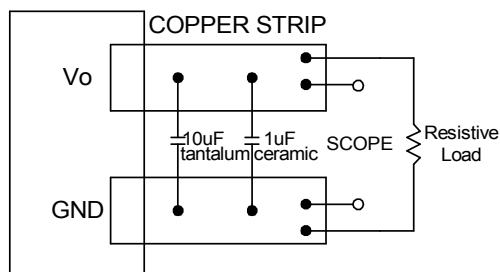 COPPER STRIP
Vo
10uF
tantalum
1uF
ceramic
SCOPE
Resistive
Load
GND